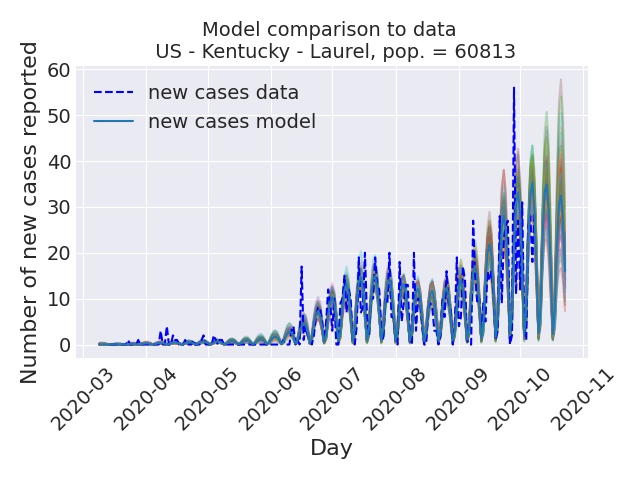 Model comparison to data
US - Kentucky - Laurel, pop. = 60813
Number of new cases reported
60
50
40
30
20
10
0
new cases data
new cases model
2020-03
2020-04
2020-05
2020-06
2020-07
2020-08
2020-09
2020-10
2020-11
Day